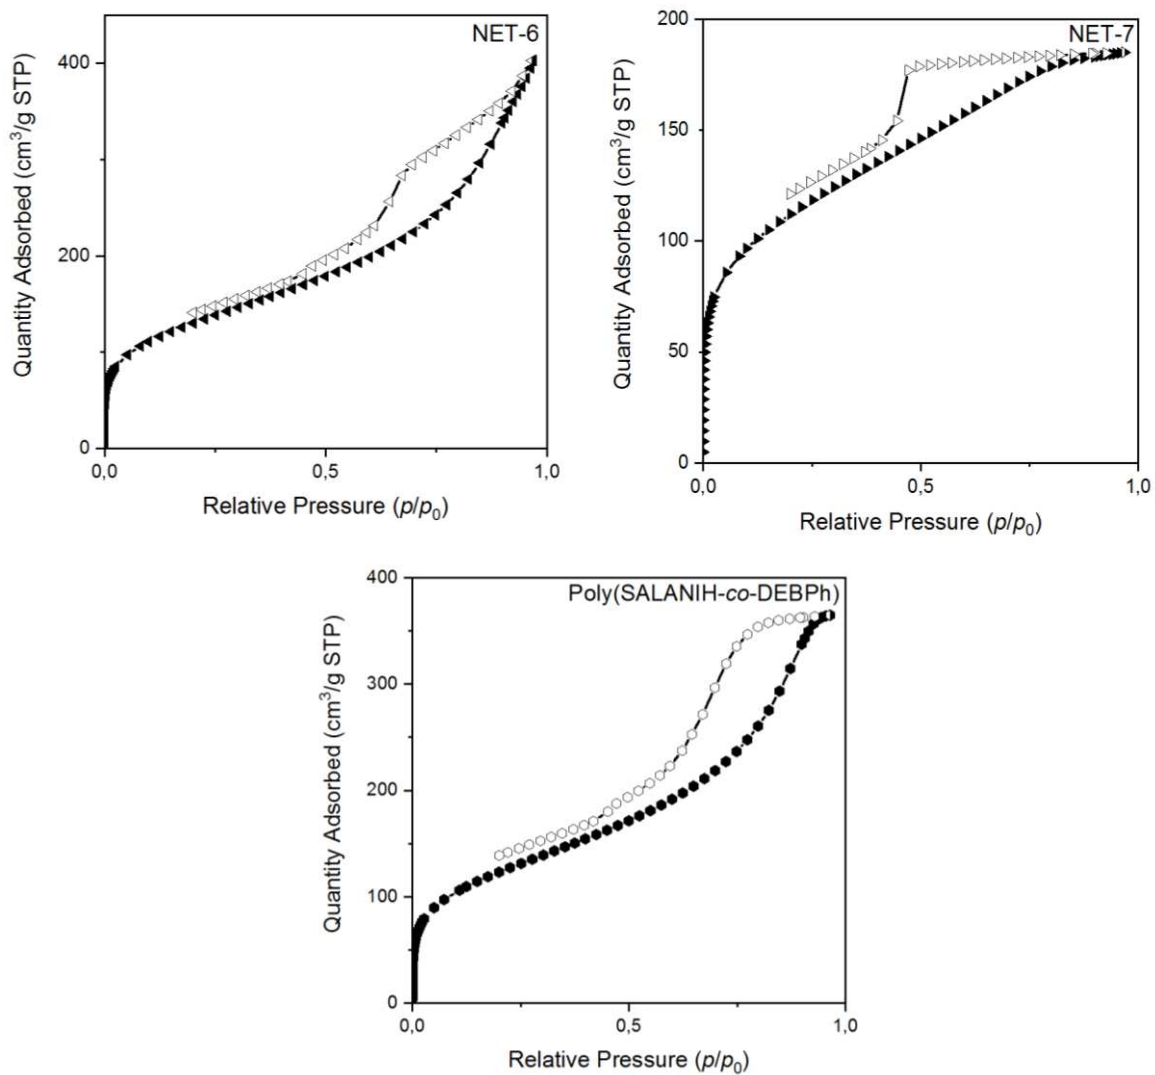 NET-6
400
200
0
0,0
0,5
1,0
Quantity Adsorbed (cm³/g STP)
Relative Pressure (p/p₀)
NET-7
200
150
100
50
0
0,0
0,5
1,0
Quantity Adsorbed (cm³/g STP)
Relative Pressure (p/p₀)
Poly(SALANIH-co-DEBPh)
400
300
200
100
0
0,0
0,5
1,0
Quantity Adsorbed (cm³/g STP)
Relative Pressure (p/p₀)